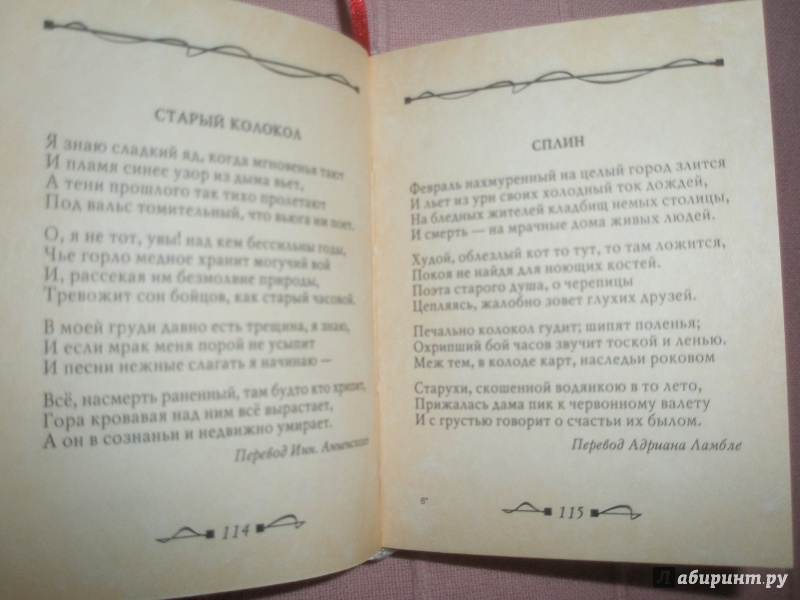 СТАРЫЙ КОЛОКОЛ
Я знаю сладкий яд, когда мгновенья тают
И пламя синее узор из дыма вьет,
А тени прошлого так тихо пролетают
Под вальс томительный, что вьюга им поет.
О, я не тот, увы! над кем бессильны годы,
Чье горло медное хранит могучий вой
И, рассекая им безмолвие природы,
Тревожит сон бойцов, как старый часовой.
В моей груди давно есть трещина, я знаю,
И если мрак меня порой не усыпит
И песни нежные слагать я начинаю —
Всё, насмерть раненный, там будто кто хрипит,
Гора кровавая над ним всё вырастает,
А он в сознаньи и недвижно умирает.
Перевод Инн. Анненского
114
СПЛИН
Февраль нахмуренный на целый город злится
И льет из урн своих холодный ток дождей,
На бледных жителей кладбищ немых столицы,
И смерть — на мрачные дома живых людей.
Худой, облезлый кот то тут, то там ложится,
Покоя не найдя для ноющих костей.
Поэта старого душа, о черепицы
Цепляясь, жалобно зовет глухих друзей.
Печально колокол гудит; шипят поленья;
Охрипший бой часов звучит тоской и ленью.
Меж тем, в колоде карт, наследьи роковом
Старухи, скошенной водянкою в то лето,
Прижалась дама пик к червонному валету
И с грустью говорит о счастьи их былом.
Перевод Адриана Ламбле
8*
115
Лабиринт.ру